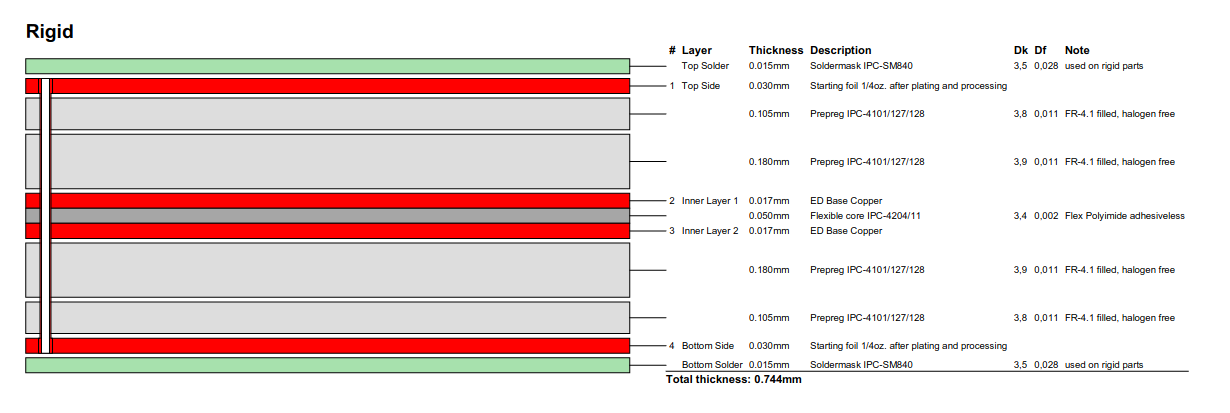 Rigid
# Layer Thickness Description Dk Df Note
Top Solder 0.015mm Soldermask IPC-SM840 3,5 0,028 used on rigid parts
1 Top Side 0.030mm Starting foil 1/4oz. after plating and processing
0.105mm Prepreg IPC-4101/127/128 3,8 0,011 FR-4.1 filled, halogen free
0.180mm Prepreg IPC-4101/127/128 3,9 0,011 FR-4.1 filled, halogen free
2 Inner Layer 1 0.017mm ED Base Copper
0.050mm Flexible core IPC-4204/11 3,4 0,002 Flex Polyimide adhesiveless
3 Inner Layer 2 0.017mm ED Base Copper
0.180mm Prepreg IPC-4101/127/128 3,9 0,011 FR-4.1 filled, halogen free
0.105mm Prepreg IPC-4101/127/128 3,8 0,011 FR-4.1 filled, halogen free
4 Bottom Side 0.030mm Starting foil 1/4oz. after plating and processing
Bottom Solder 0.015mm Soldermask IPC-SM840 3,5 0,028 used on rigid parts
Total thickness: 0.744mm